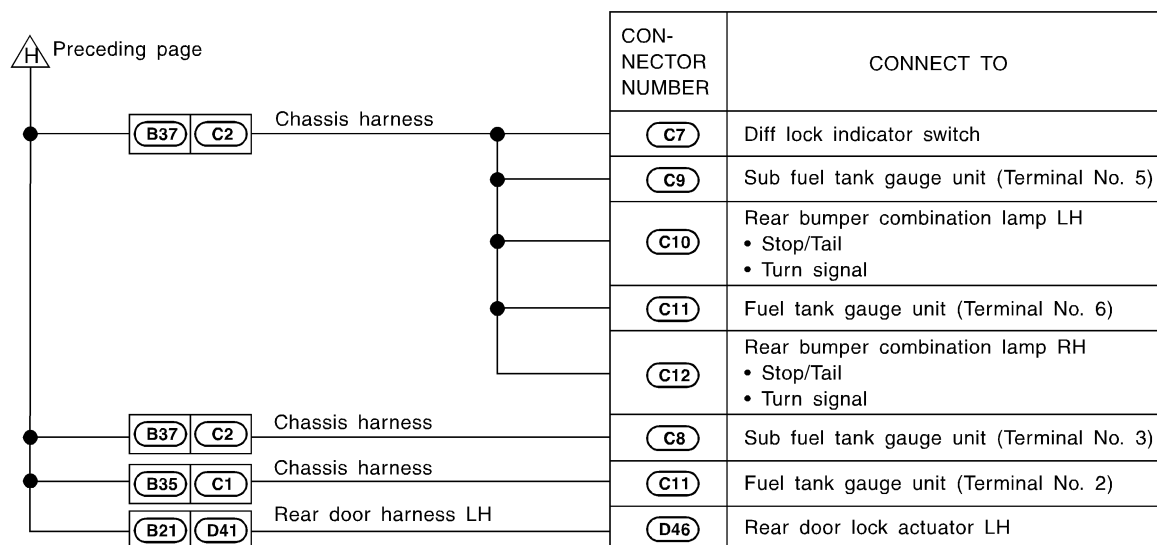 H Preceding page
CON-
NECTOR
NUMBER
CONNECT TO
B37 C2 Chassis harness
C7 Diff lock indicator switch
C9 Sub fuel tank gauge unit (Terminal No. 5)
C10 Rear bumper combination lamp LH
• Stop/Tail
• Turn signal
C11 Fuel tank gauge unit (Terminal No. 6)
C12 Rear bumper combination lamp RH
• Stop/Tail
• Turn signal
B37 C2 Chassis harness
C8 Sub fuel tank gauge unit (Terminal No. 3)
B35 C1 Chassis harness
C11 Fuel tank gauge unit (Terminal No. 2)
B21 D41 Rear door harness LH
D46 Rear door lock actuator LH